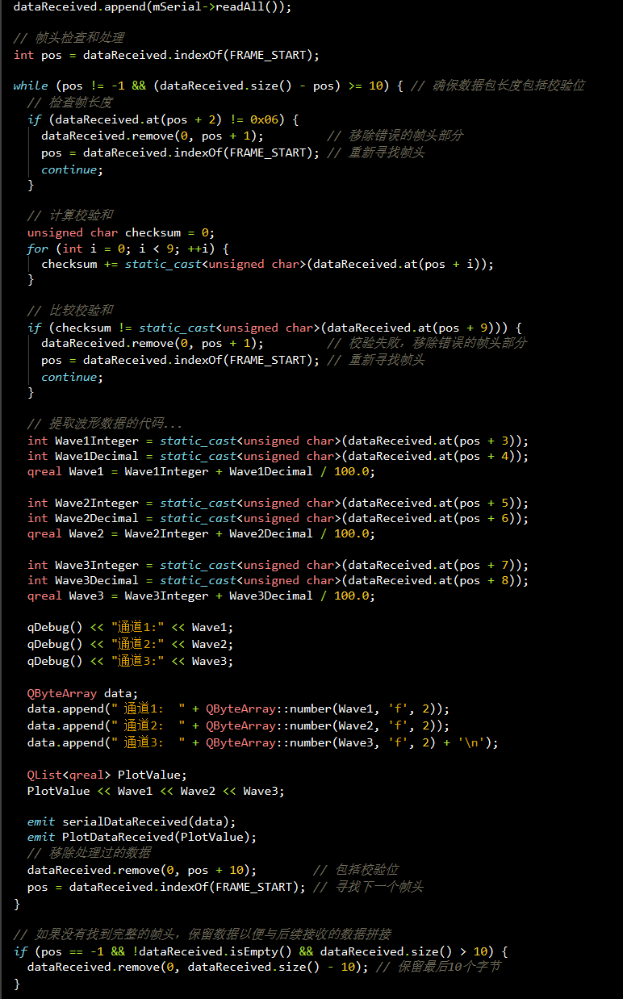 dataReceived.append(mSerial->readAll());
// 帧头检查和处理
int pos = dataReceived.indexOf(FRAME_START);
while (pos != -1 && (dataReceived.size() - pos) >= 10) { // 确保数据包长度包括校验位
// 检查帧长度
if (dataReceived.at(pos + 2) != 0x06) {
dataReceived.remove(0, pos + 1); // 移除错误的帧头部分
pos = dataReceived.indexOf(FRAME_START); // 重新寻找帧头
continue;
}
// 计算校验和
unsigned char checksum = 0;
for (int i = 0; i < 9; ++i) {
checksum += static_cast<unsigned char>(dataReceived.at(pos + i));
}
// 比较校验和
if (checksum != static_cast<unsigned char>(dataReceived.at(pos + 9))) {
dataReceived.remove(0, pos + 1); // 校验失败，移除错误的帧头部分
pos = dataReceived.indexOf(FRAME_START); // 重新寻找帧头
continue;
}
// 提取波形数据的代码...
int Wave1Integer = static_cast<unsigned char>(dataReceived.at(pos + 3));
int Wave1Decimal = static_cast<unsigned char>(dataReceived.at(pos + 4));
qreal Wave1 = Wave1Integer + Wave1Decimal / 100.0;
int Wave2Integer = static_cast<unsigned char>(dataReceived.at(pos + 5));
int Wave2Decimal = static_cast<unsigned char>(dataReceived.at(pos + 6));
qreal Wave2 = Wave2Integer + Wave2Decimal / 100.0;
int Wave3Integer = static_cast<unsigned char>(dataReceived.at(pos + 7));
int Wave3Decimal = static_cast<unsigned char>(dataReceived.at(pos + 8));
qreal Wave3 = Wave3Integer + Wave3Decimal / 100.0;
qDebug() << "通道1:" << Wave1;
qDebug() << "通道2:" << Wave2;
qDebug() << "通道3:" << Wave3;
QByteArray data;
data.append(" 通道1:  " + QByteArray::number(Wave1, 'f', 2));
data.append(" 通道2:  " + QByteArray::number(Wave2, 'f', 2));
data.append(" 通道3:  " + QByteArray::number(Wave3, 'f', 2) + '\n');
QList<qreal> PlotValue;
PlotValue << Wave1 << Wave2 << Wave3;
emit serialDataReceived(data);
emit PlotDataReceived(PlotValue);
// 移除处理过的数据
dataReceived.remove(0, pos + 10); // 包括校验位
pos = dataReceived.indexOf(FRAME_START); // 寻找下一个帧头
}
// 如果没有找到完整的帧头，保留数据以便与后续接收的数据拼接
if (pos == -1 && !dataReceived.isEmpty() && dataReceived.size() > 10) {
dataReceived.remove(0, dataReceived.size() - 10); // 保留最后10个字节
}